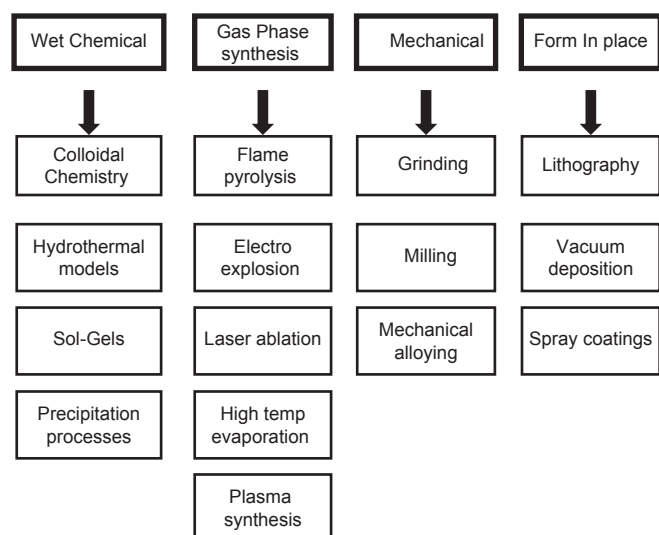 Wet Chemical
Gas Phase
synthesis
Mechanical
Form In place
Colloidal
Chemistry
Flame
pyrolysis
Grinding
Lithography
Hydrothermal
models
Electro
explosion
Milling
Vacuum
deposition
Sol-Gels
Laser ablation
Mechanical
alloying
Spray coatings
Precipitation
processes
High temp
evaporation
Plasma
synthesis